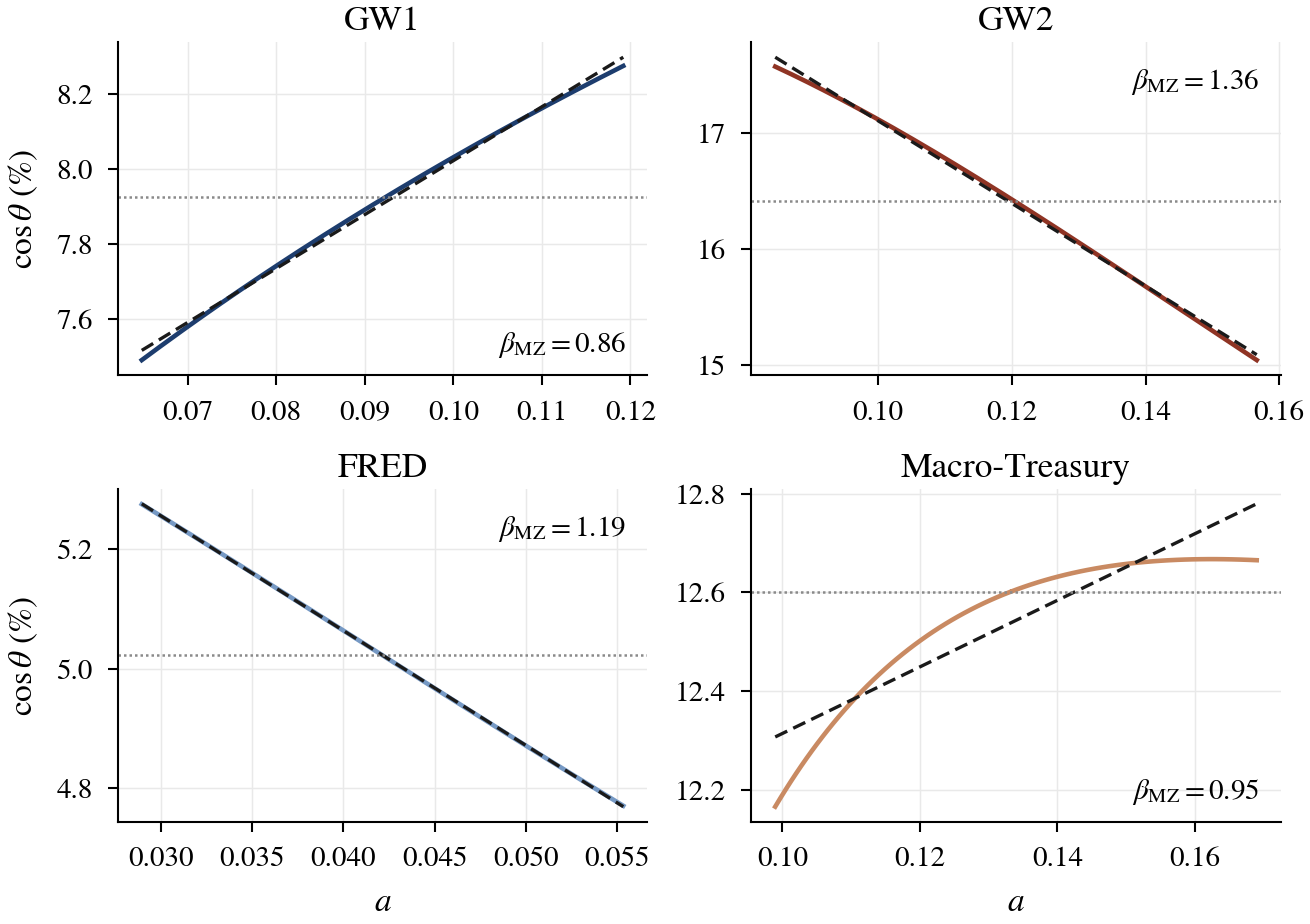 GW1
cos θ (%)
8.2
8.0
7.8
7.6
β_MZ = 0.86
0.07 0.08 0.09 0.10 0.11 0.12
GW2
17
16
15
β_MZ = 1.36
0.10 0.12 0.14 0.16
FRED
cos θ (%)
5.2
5.0
4.8
β_MZ = 1.19
0.030 0.035 0.040 0.045 0.050 0.055
a
Macro-Treasury
12.8
12.6
12.4
12.2
β_MZ = 0.95
0.10 0.12 0.14 0.16
a